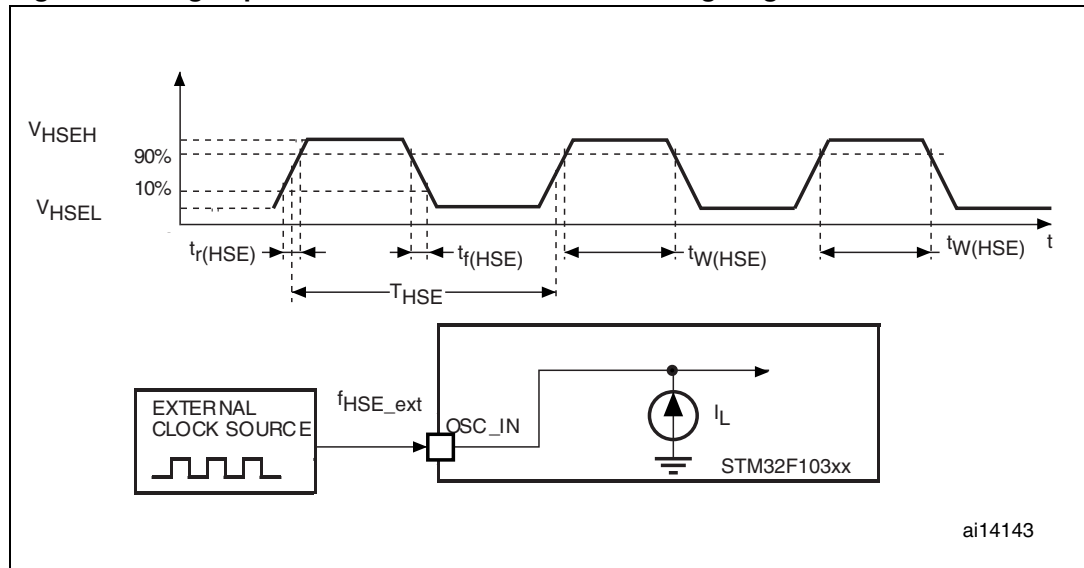 VHSEH
90%
10%
VHSEL
tr(HSE)
tf(HSE)
tW(HSE)
tW(HSE)
t
THSE
EXTERNAL
CLOCK SOURCE
fHSE_ext
OSC_IN
IL
STM32F103xx
ai14143